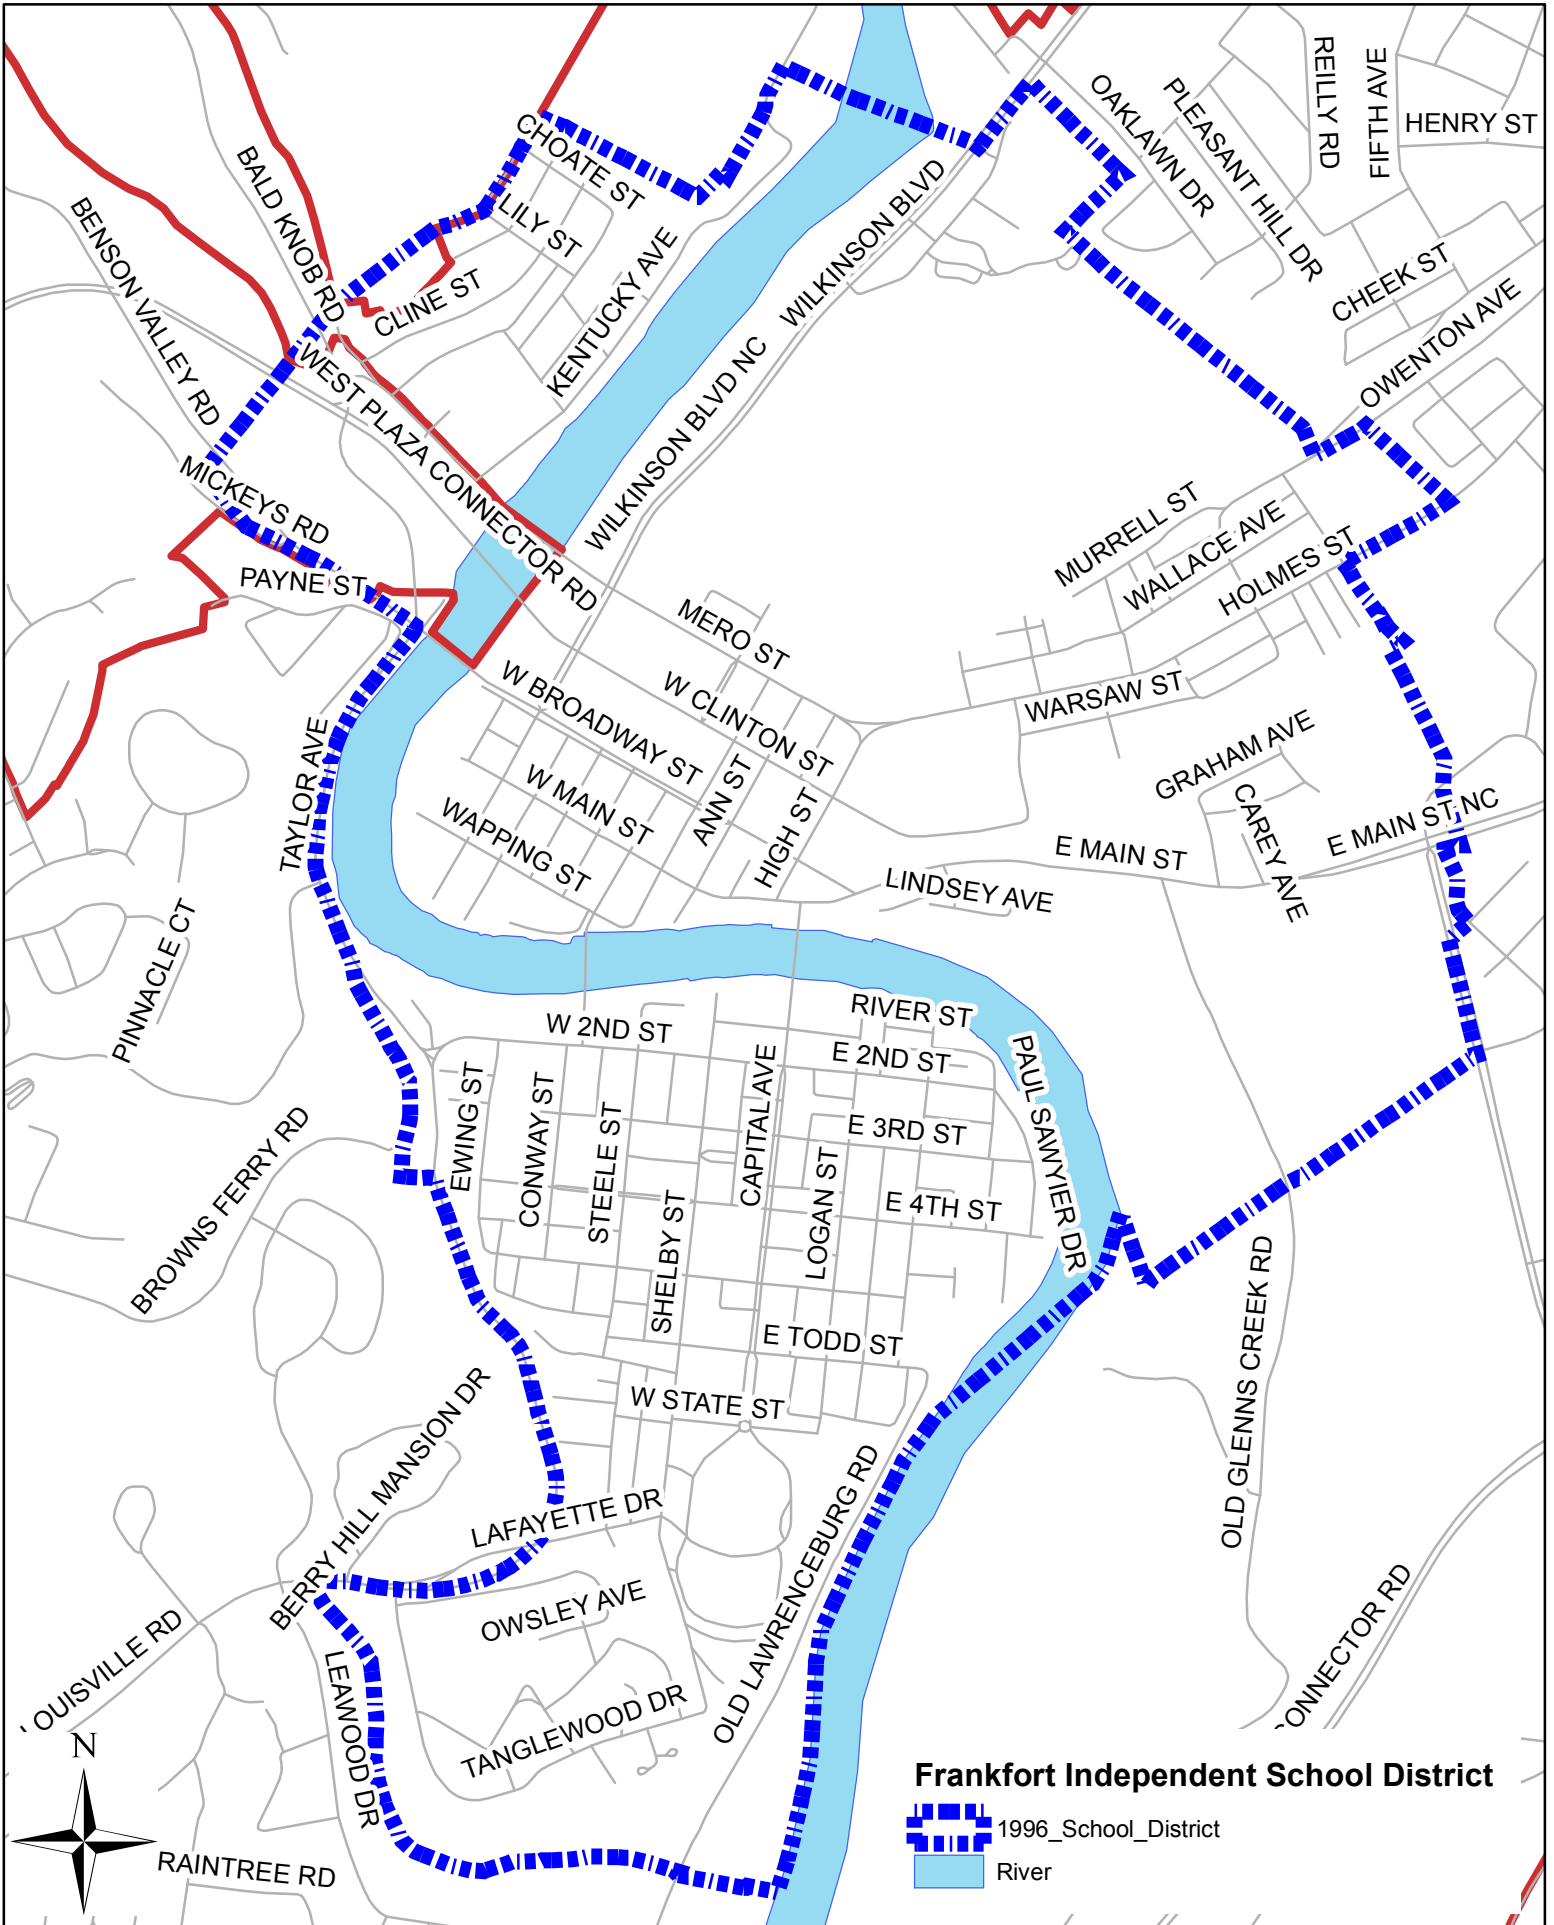 REILLY RD
FIFTH AVE
HENRY ST
OAKLAWN DR
PLEASANT HILL DR
CHOATE ST
BALD KNOB RD
LILY ST
BENSON VALLEY RD
KENTUCKY AVE
WILKINSON BLVD
CLINE ST
CHEEK ST
OWENTON AVE
WEST PLAZA CONNECTOR RD
WILKINSON BLVD NC
MICKEYS RD
MURRELL ST
WALLACE AVE
HOLMES ST
PAYNE ST
MERO ST
W BROADWAY ST
W CLINTON ST
WARSAW ST
TAYLOR AVE
GRAHAM AVE
W MAIN ST
ANN ST
HIGH ST
WAPPING ST
CAREY AVE
E MAIN ST NC
E MAIN ST
LINDSEY AVE
PINNACLE CT
RIVER ST
W 2ND ST
E 2ND ST
PAUL SAWYIER DR
EWING ST
CONWAY ST
STEELE ST
CAPITAL AVE
E 3RD ST
LOGAN ST
E 4TH ST
SHELBY ST
BROWNS FERRY RD
E TODD ST
OLD GLENNS CREEK RD
W STATE ST
BERRY HILL MANSION DR
LAFAYETTE DR
OLD LAWRENCEBURG RD
OWSLEY AVE
OUISVILLE RD
LEAWOOD DR
TANGLEWOOD DR
ONNECTOR RD
N
RAINTREE RD
Frankfort Independent School District
1996_School_District
River